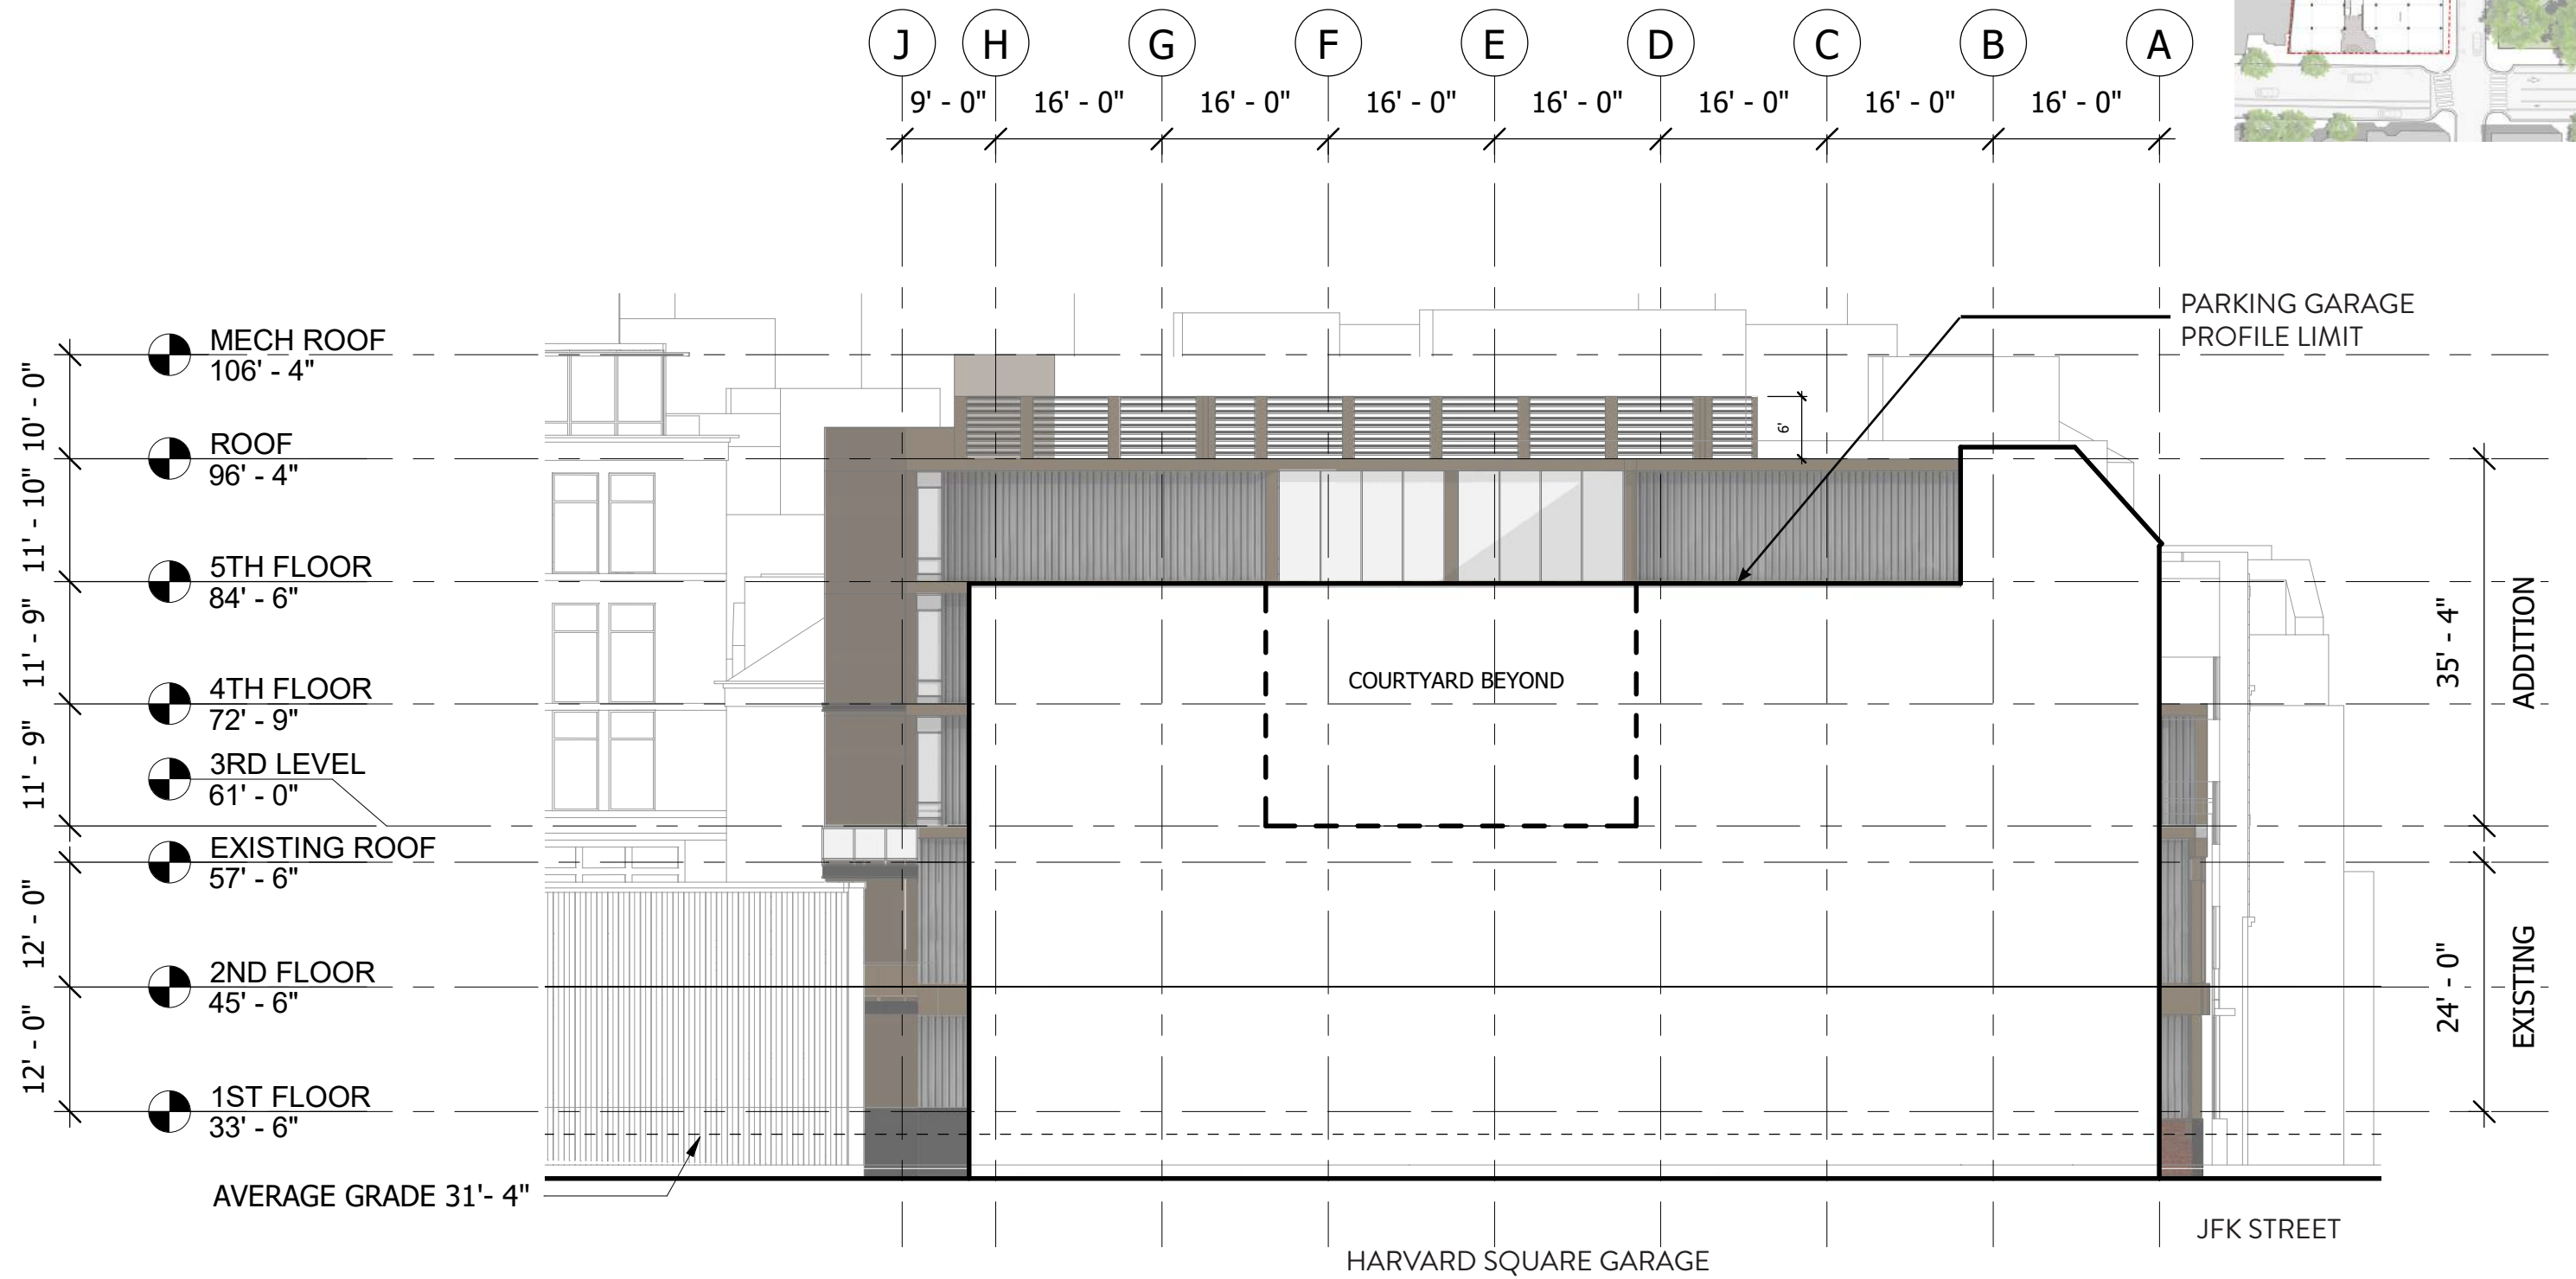 J H G F E D C B A
9' - 0" 16' - 0" 16' - 0" 16' - 0" 16' - 0" 16' - 0" 16' - 0" 16' - 0"
PARKING GARAGE
PROFILE LIMIT
MECH ROOF
106' - 4"
10' - 0"
ROOF
96' - 4"
6'
11' - 10"
5TH FLOOR
84' - 6"
11' - 9"
4TH FLOOR
72' - 9"
11' - 9"
3RD LEVEL
61' - 0"
EXISTING ROOF
57' - 6"
12' - 0"
2ND FLOOR
45' - 6"
12' - 0"
1ST FLOOR
33' - 6"
AVERAGE GRADE 31'- 4"
COURTYARD BEYOND
35' - 4"
ADDITION
24' - 0"
EXISTING
JFK STREET
HARVARD SQUARE GARAGE